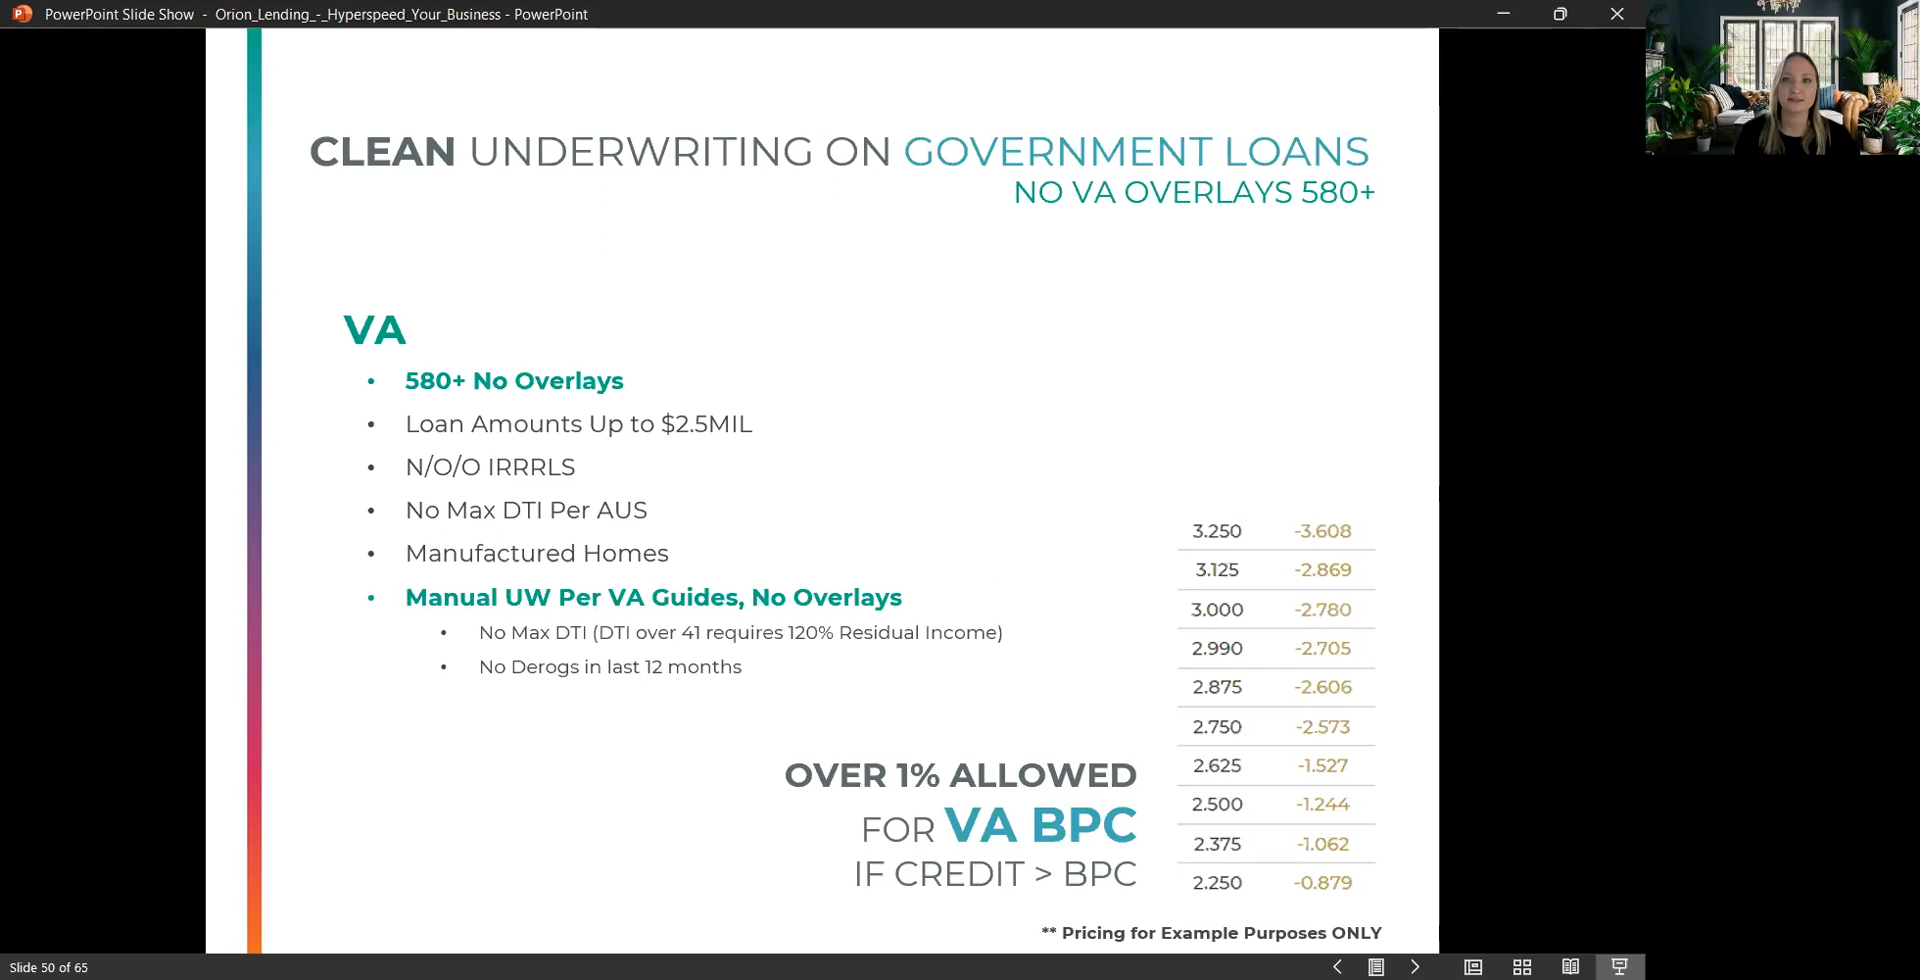 PowerPoint Slide Show - Orion_Lending_-_Hyperspeed_Your_Business - PowerPoint
CLEAN UNDERWRITING ON GOVERNMENT LOANS
NO VA OVERLAYS 580+
VA
• 580+ No Overlays
• Loan Amounts Up to $2.5MIL
• N/O/O IRRRLS
• No Max DTI Per AUS
• Manufactured Homes
• Manual UW Per VA Guides, No Overlays
• No Max DTI (DTI over 41 requires 120% Residual Income)
• No Derogs in last 12 months
3.250 -3.608
3.125 -2.869
3.000 -2.780
2.990 -2.705
2.875 -2.606
2.750 -2.573
2.625 -1.527
2.500 -1.244
2.375 -1.062
2.250 -0.879
OVER 1% ALLOWED
FOR VA BPC
IF CREDIT > BPC
** Pricing for Example Purposes ONLY
Slide 50 of 65